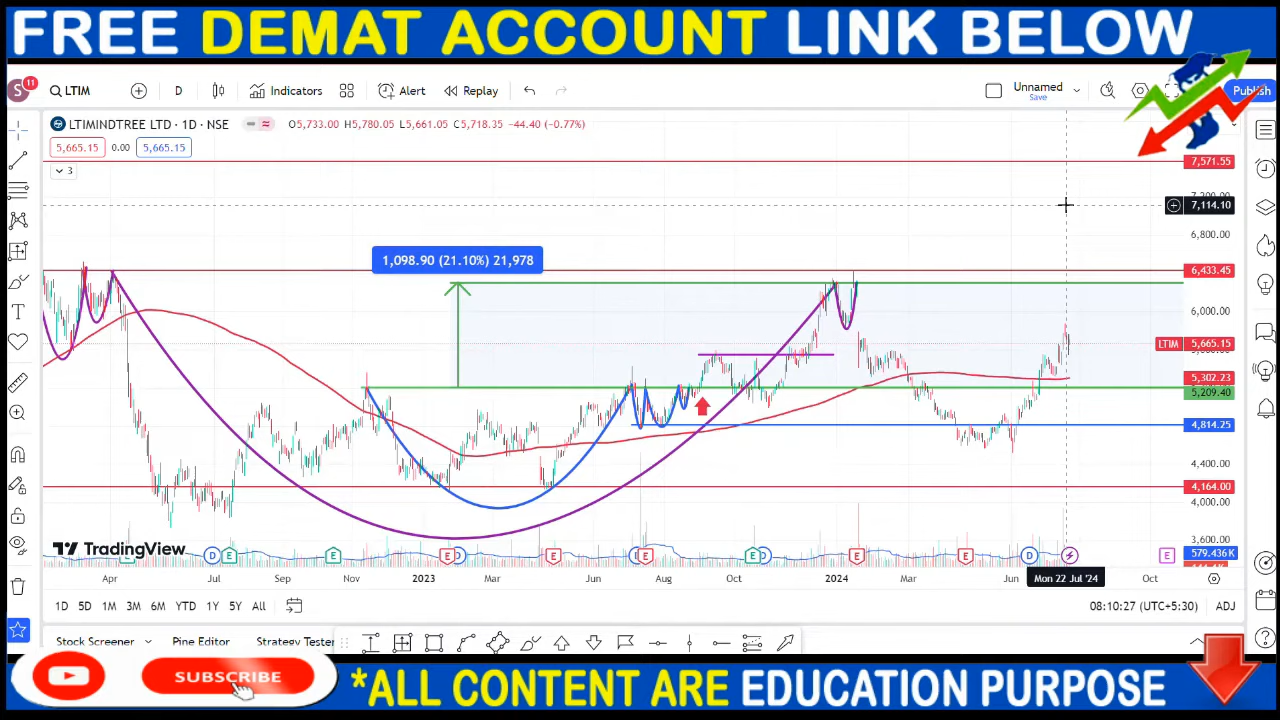 FREE DEMAT ACCOUNT LINK BELOW
S 11 LTIM D Indicators Alert Replay Unnamed Save Publish
LTIMINDTREE LTD · 1D · NSE O5,733.00 H5,780.05 L5,661.05 C5,718.35 -44.40 (-0.77%)
5,665.15 0.00 5,665.15
3
7,571.55
7,114.10
6,800.00
1,098.90 (21.10%) 21,978
6,433.45
6,000.00
LTIM 5,665.15
5,302.23
5,209.40
4,814.25
4,400.00
4,164.00
4,000.00
3,600.00
TradingView
E D E E E D E E E D E E D E
579.436K
Apr Jul Sep Nov 2023 Mar Jun Aug Oct 2024 Mar Jun Mon 22 Jul '24 Oct
1D 5D 1M 3M 6M YTD 1Y 5Y All 08:10:27 (UTC+5:30) ADJ
Stock Screener Pine Editor Strategy Tester
SUBSCRIBE *ALL CONTENT ARE EDUCATION PURPOSE